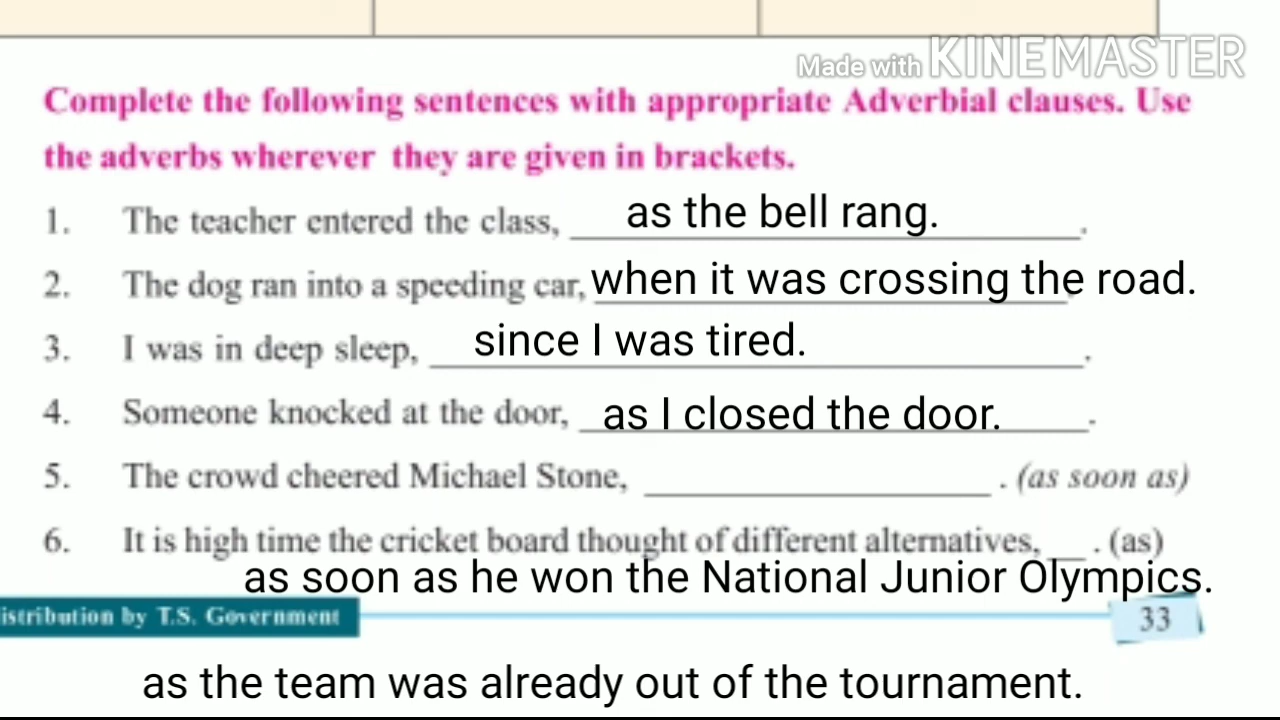 Made with KINEMASTER
Complete the following sentences with appropriate Adverbial clauses. Use
the adverbs wherever they are given in brackets.
1. The teacher entered the class, as the bell rang. .
2. The dog ran into a speeding car, when it was crossing the road.
3. I was in deep sleep, since I was tired. .
4. Someone knocked at the door, as I closed the door. .
5. The crowd cheered Michael Stone, ____________ . (as soon as)
6. It is high time the cricket board thought of different alternatives, __ . (as)
as soon as he won the National Junior Olympics.
istribution by T.S. Government
33
as the team was already out of the tournament.